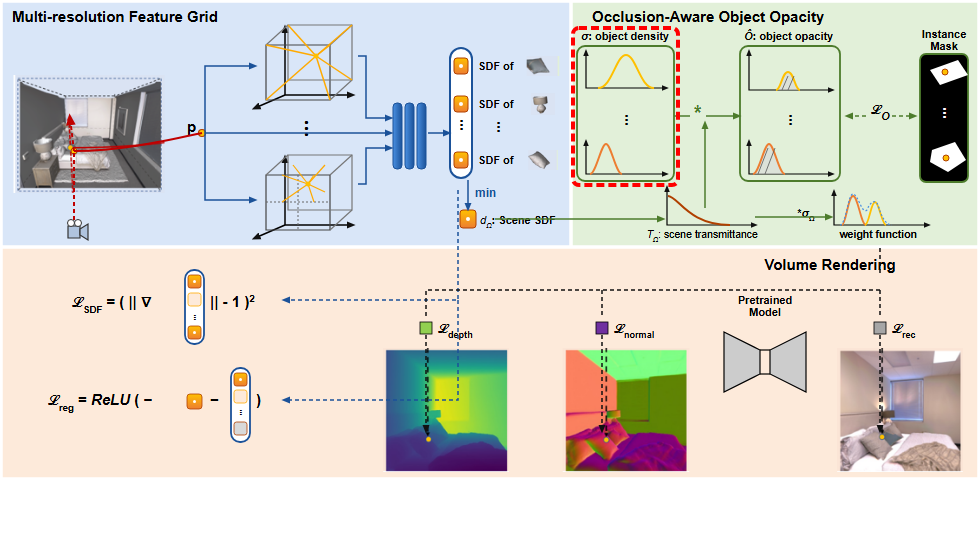 Multi-resolution Feature Grid
Occlusion-Aware Object Opacity
σ: object density
Ô: object opacity
Instance
Mask
p
SDF of
SDF of
SDF of
*
ℒO
min
dΩ: Scene SDF
TΩ: scene transmittance
*σΩ
weight function
Volume Rendering
ℒSDF = ( || ∇ || - 1 )²
Pretrained
Model
ℒdepth
ℒnormal
ℒrec
ℒreg = ReLU ( − − )